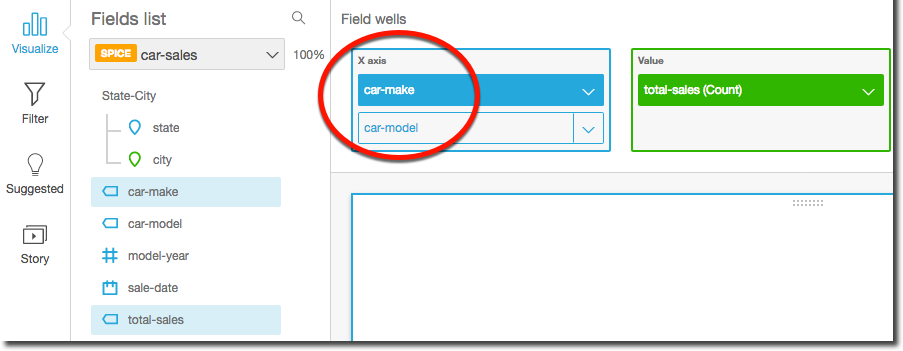 Visualize
Filter
Suggested
Story
Fields list
SPICE car-sales 100%
State-City
state
city
car-make
car-model
model-year
sale-date
total-sales
Field wells
X axis
car-make
car-model
Value
total-sales (Count)